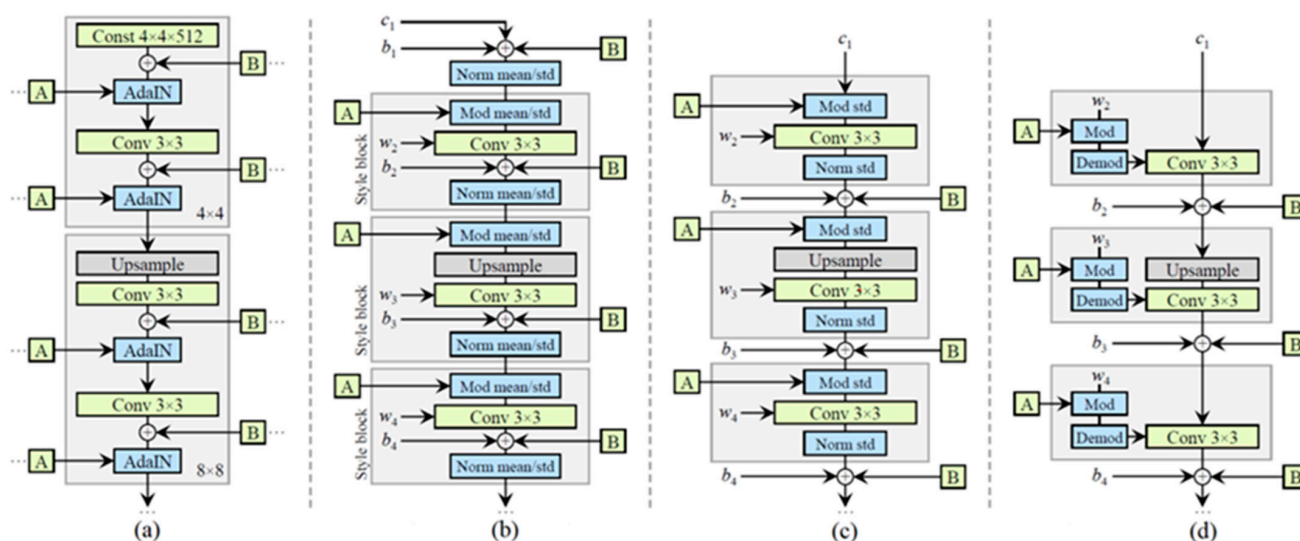 Const 4×4×512
+
B
...
...
A
AdaIN
Conv 3×3
+
B
...
...
A
AdaIN
4×4
Upsample
Conv 3×3
+
B
...
...
A
AdaIN
Conv 3×3
+
B
...
...
A
AdaIN
8×8
...
(a)
c1
b1
+
B
Norm mean/std
A
Mod mean/std
w2
Conv 3×3
b2
+
B
Norm mean/std
Style block
A
Mod mean/std
Upsample
w3
Conv 3×3
b3
+
B
Norm mean/std
Style block
A
Mod mean/std
w4
Conv 3×3
b4
+
B
Norm mean/std
Style block
...
(b)
c1
A
Mod std
w2
Conv 3×3
Norm std
b2
+
B
A
Mod std
Upsample
w3
Conv 3×3
Norm std
b3
+
B
A
Mod std
w4
Conv 3×3
Norm std
b4
+
B
...
(c)
c1
w2
A
Mod
Demod
Conv 3×3
b2
+
B
w3
A
Mod
Upsample
Demod
Conv 3×3
b3
+
B
w4
A
Mod
Demod
Conv 3×3
b4
+
B
...
(d)